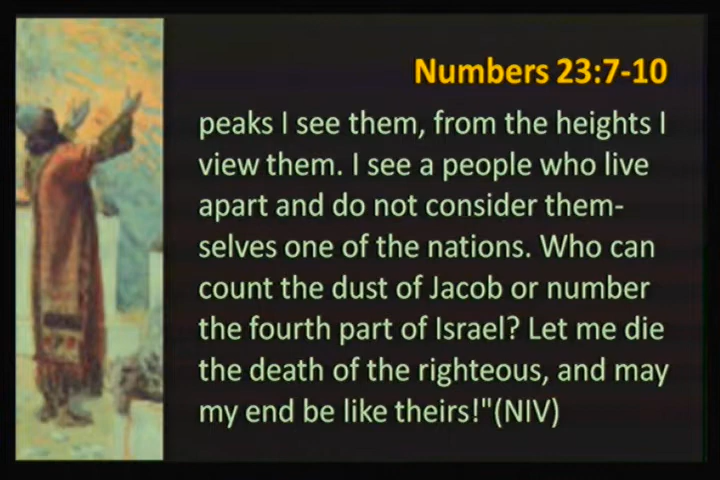 Numbers 23:7-10
peaks I see them, from the heights I
view them. I see a people who live
apart and do not consider them-
selves one of the nations. Who can
count the dust of Jacob or number
the fourth part of Israel? Let me die
the death of the righteous, and may
my end be like theirs!"(NIV)